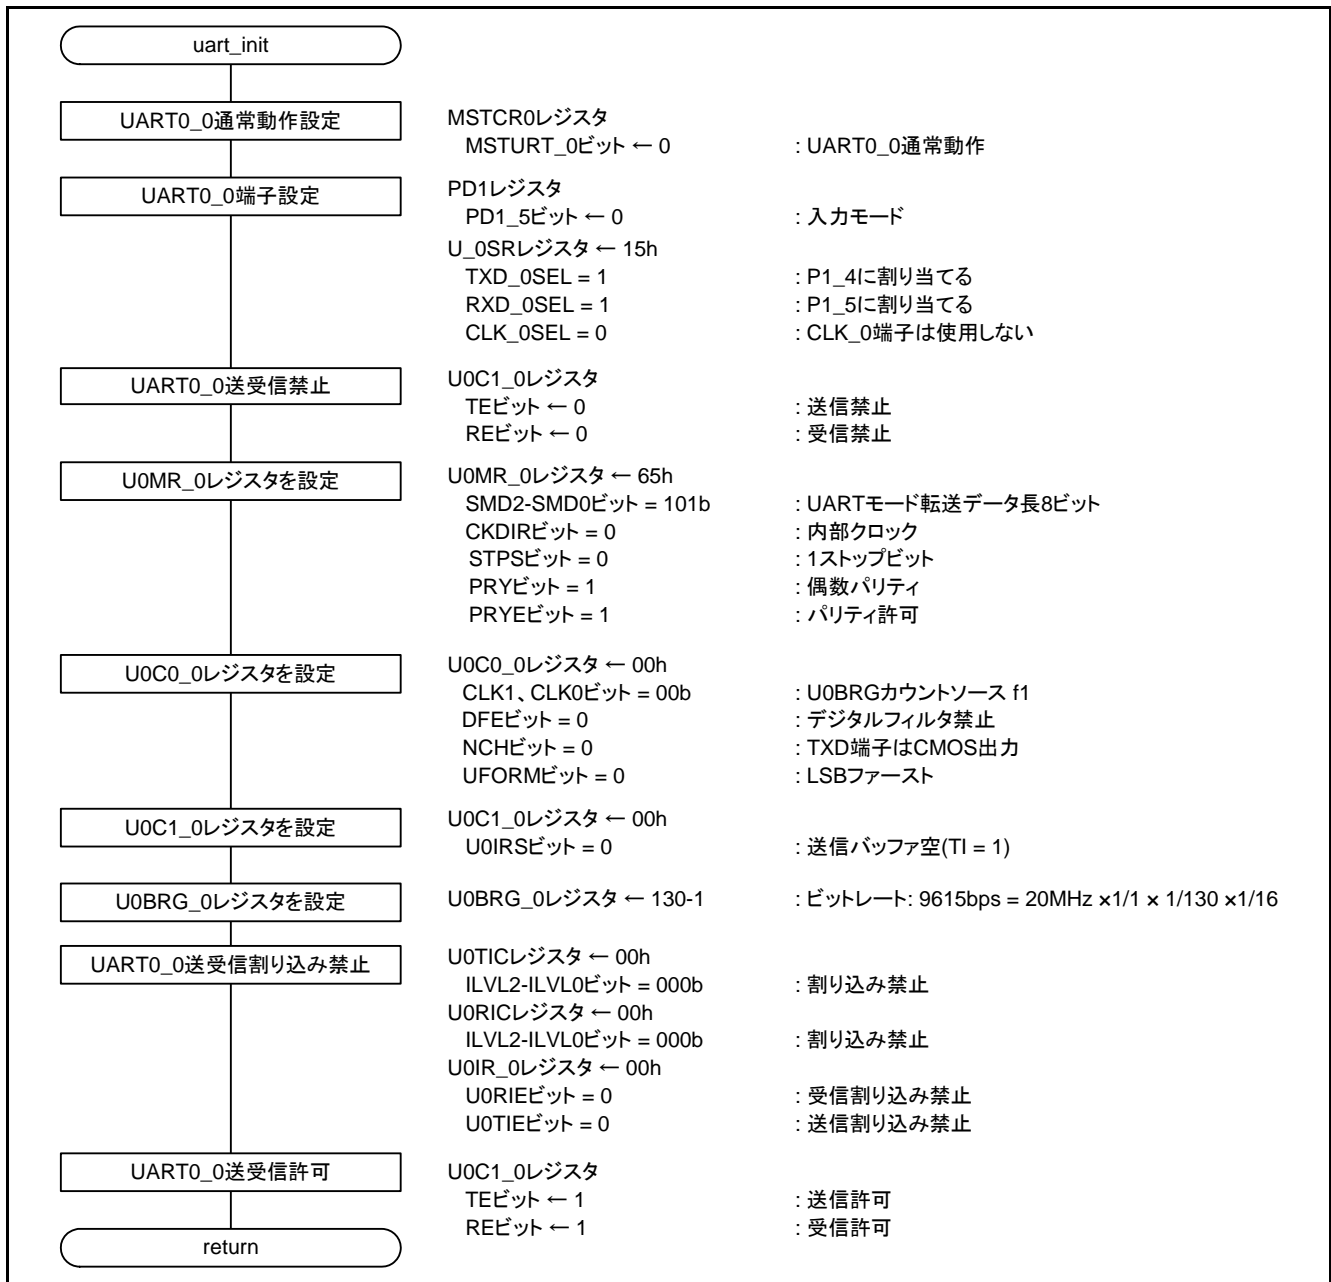 uart_init
UART0_0通常動作設定
MSTCR0レジスタ
MSTURT_0ビット ← 0 : UART0_0通常動作
UART0_0端子設定
PD1レジスタ
PD1_5ビット ← 0 : 入力モード
U_0SRレジスタ ← 15h
TXD_0SEL = 1 : P1_4に割り当てる
RXD_0SEL = 1 : P1_5に割り当てる
CLK_0SEL = 0 : CLK_0端子は使用しない
UART0_0送受信禁止
U0C1_0レジスタ
TEビット ← 0 : 送信禁止
REビット ← 0 : 受信禁止
U0MR_0レジスタを設定
U0MR_0レジスタ ← 65h
SMD2-SMD0ビット = 101b : UARTモード転送データ長8ビット
CKDIRビット = 0 : 内部クロック
STPSビット = 0 : 1ストップビット
PRYビット = 1 : 偶数パリティ
PRYEビット = 1 : パリティ許可
U0C0_0レジスタを設定
U0C0_0レジスタ ← 00h
CLK1、CLK0ビット = 00b : U0BRGカウントソース f1
DFEビット = 0 : デジタルフィルタ禁止
NCHビット = 0 : TXD端子はCMOS出力
UFORMビット = 0 : LSBファースト
U0C1_0レジスタを設定
U0C1_0レジスタ ← 00h
U0IRSビット = 0 : 送信バッファ空(TI = 1)
U0BRG_0レジスタを設定
U0BRG_0レジスタ ← 130-1 : ビットレート: 9615bps = 20MHz ×1/1 × 1/130 ×1/16
UART0_0送受信割り込み禁止
U0TICレジスタ ← 00h
ILVL2-ILVL0ビット = 000b : 割り込み禁止
U0RICレジスタ ← 00h
ILVL2-ILVL0ビット = 000b : 割り込み禁止
U0IR_0レジスタ ← 00h
U0RIEビット = 0 : 受信割り込み禁止
U0TIEビット = 0 : 送信割り込み禁止
UART0_0送受信許可
U0C1_0レジスタ
TEビット ← 1 : 送信許可
REビット ← 1 : 受信許可
return